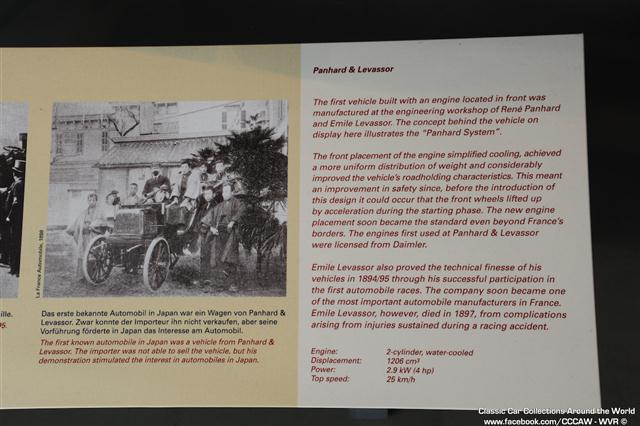 ille.
95.
La France Automobile, 1898
Das erste bekannte Automobil in Japan war ein Wagen von Panhard &
Levassor. Zwar konnte der Importeur ihn nicht verkaufen, aber seine
Vorführung förderte in Japan das Interesse am Automobil.
The first known automobile in Japan was a vehicle from Panhard &
Levassor. The importer was not able to sell the vehicle, but his
demonstration stimulated the interest in automobiles in Japan.
Panhard & Levassor
The first vehicle built with an engine located in front was
manufactured at the engineering workshop of René Panhard
and Emile Levassor. The concept behind the vehicle on
display here illustrates the "Panhard System".
The front placement of the engine simplified cooling, achieved
a more uniform distribution of weight and considerably
improved the vehicle's roadholding characteristics. This meant
an improvement in safety since, before the introduction of
this design it could occur that the front wheels lifted up
by acceleration during the starting phase. The new engine
placement soon became the standard even beyond France's
borders. The engines first used at Panhard & Levassor
were licensed from Daimler.
Emile Levassor also proved the technical finesse of his
vehicles in 1894/95 through his successful participation in
the first automobile races. The company soon became one
of the most important automobile manufacturers in France.
Emile Levassor, however, died in 1897, from complications
arising from injuries sustained during a racing accident.
Engine: 2-cylinder, water-cooled
Displacement: 1206 cm³
Power: 2.9 kW (4 hp)
Top speed: 25 km/h
Classic Car Collections Around the World
www.facebook.com/CCCAW - WVR ©